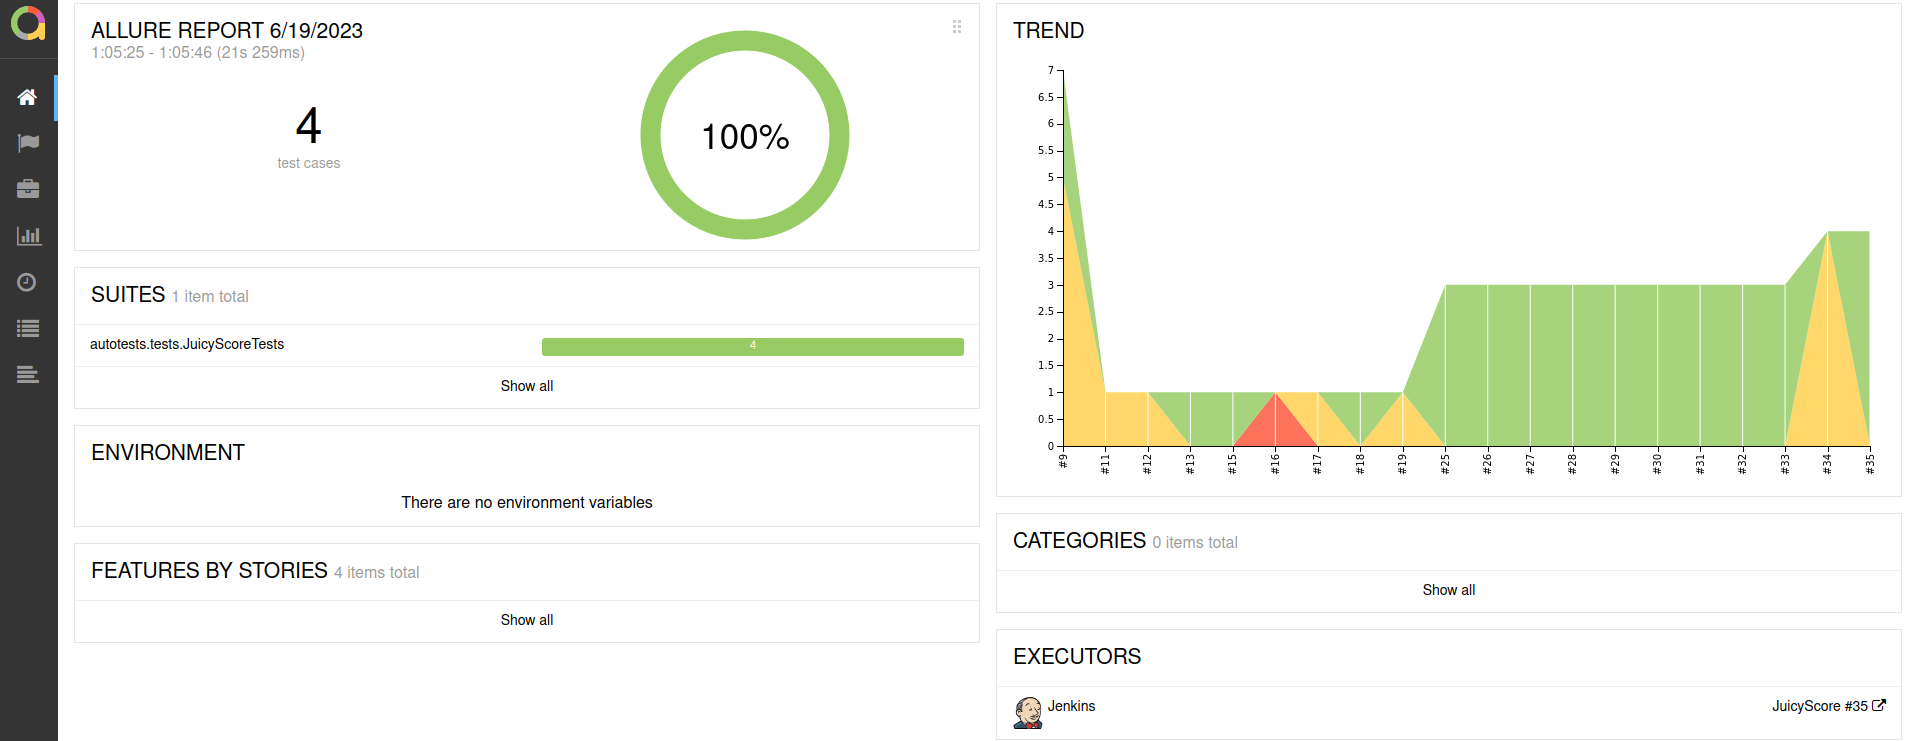 ALLURE REPORT 6/19/2023
1:05:25 - 1:05:46 (21s 259ms)
4
test cases
100%
SUITES 1 item total
autotests.tests.JuicyScoreTests
4
Show all
ENVIRONMENT
There are no environment variables
FEATURES BY STORIES 4 items total
Show all
TREND
7
6.5
6
5.5
5
4.5
4
3.5
3
2.5
2
1.5
1
0.5
0
#9
#11
#12
#13
#15
#16
#17
#18
#19
#25
#26
#27
#28
#29
#30
#31
#32
#33
#34
#35
CATEGORIES 0 items total
Show all
EXECUTORS
Jenkins
JuicyScore #35